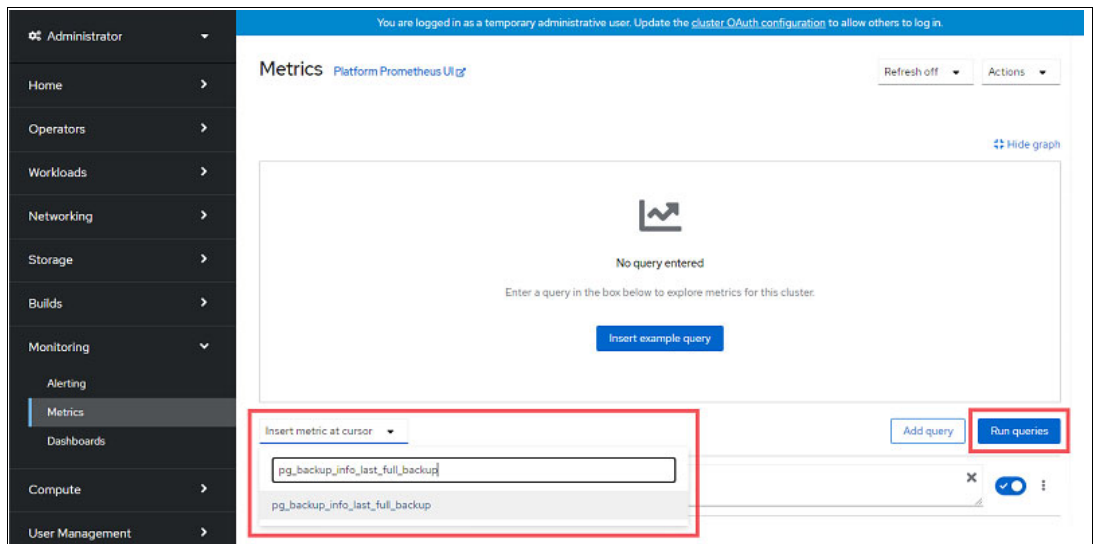 You are logged in as a temporary administrative user. Update the cluster OAuth configuration to allow others to log in.
Administrator
Home
Operators
Workloads
Networking
Storage
Builds
Monitoring
Alerting
Metrics
Dashboards
Compute
User Management
Metrics Platform Prometheus UI
Refresh off Actions
Hide graph
No query entered
Enter a query in the box below to explore metrics for this cluster.
Insert example query
Insert metric at cursor
Add query Run queries
pg_backup_info_last_full_backup
pg_backup_info_last_full_backup